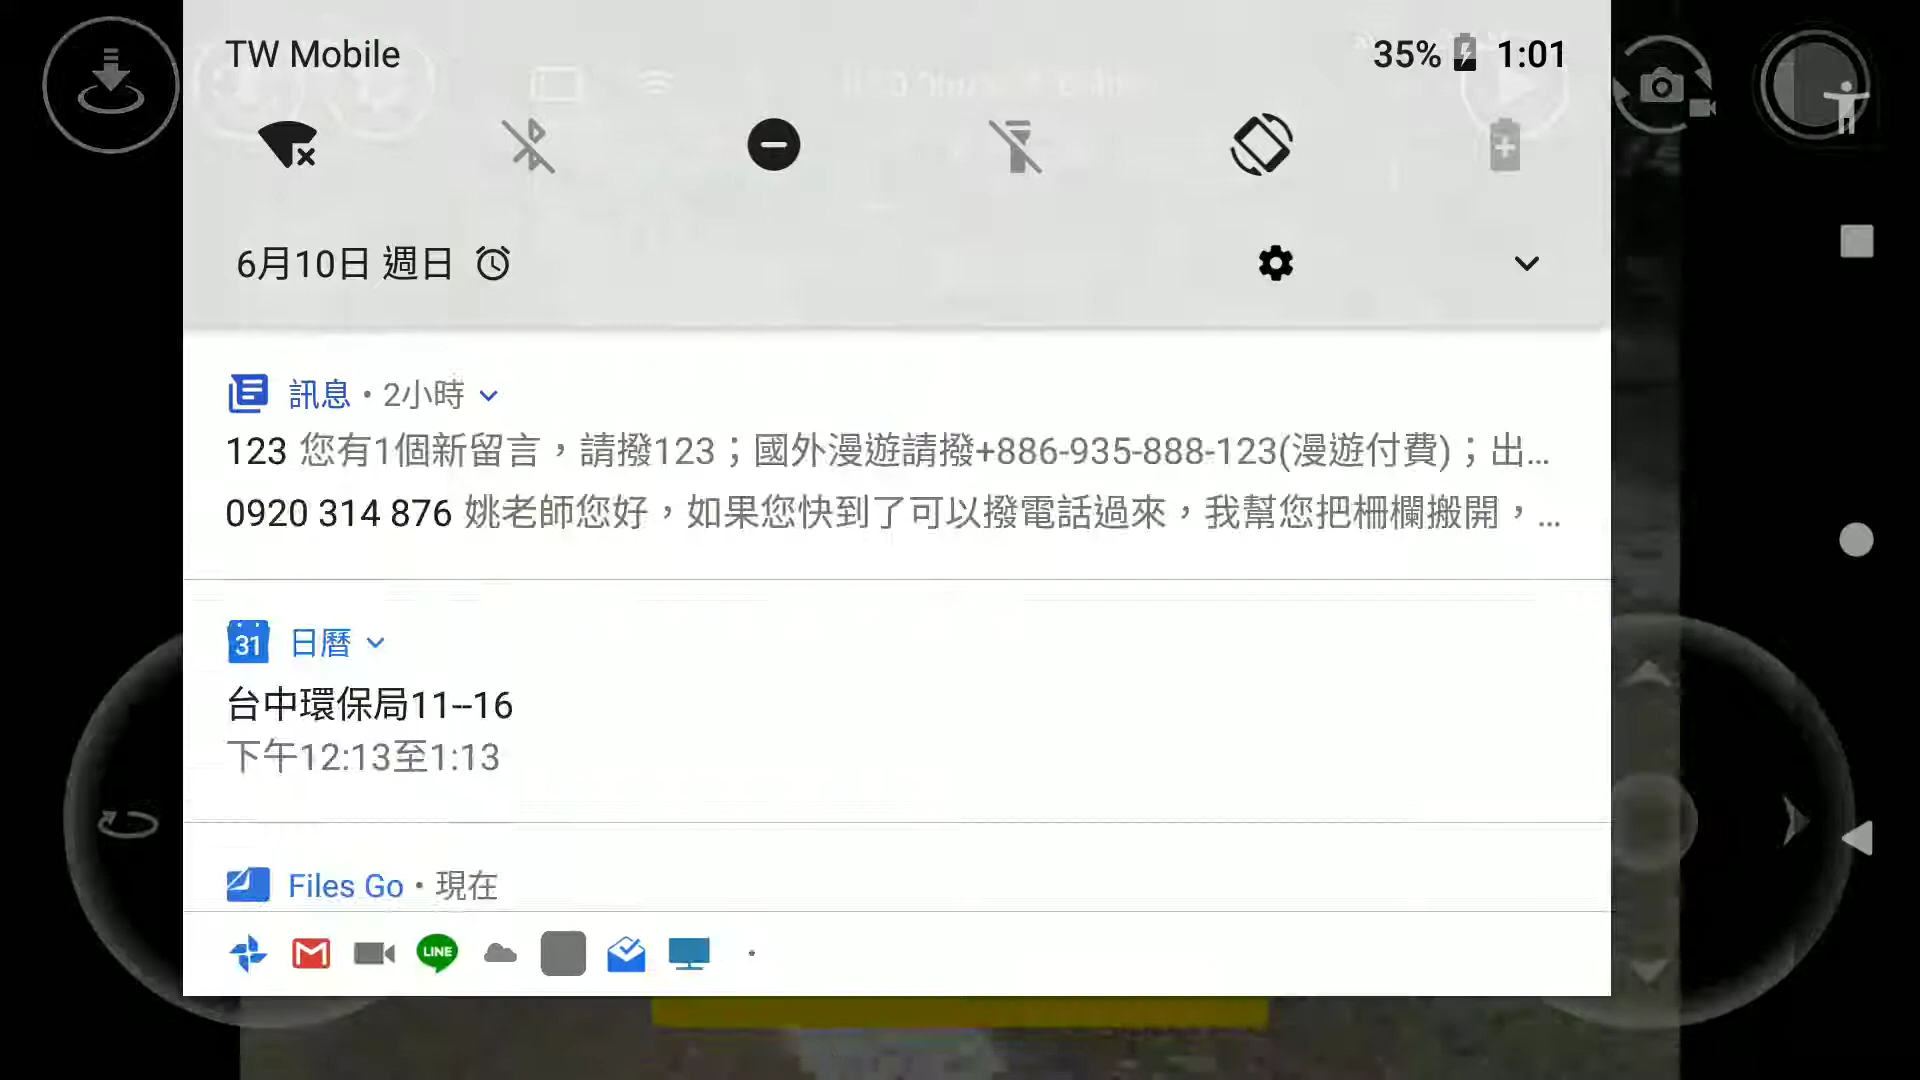 TW Mobile
35% 1:01
6月10日 週日
訊息 • 2小時
123 您有1個新留言，請撥123；國外漫遊請撥+886-935-888-123(漫遊付費)；出...
0920 314 876 姚老師您好，如果您快到了可以撥電話過來，我幫您把柵欄搬開，...
31 日曆
台中環保局11--16
下午12:13至1:13
Files Go • 現在
LINE